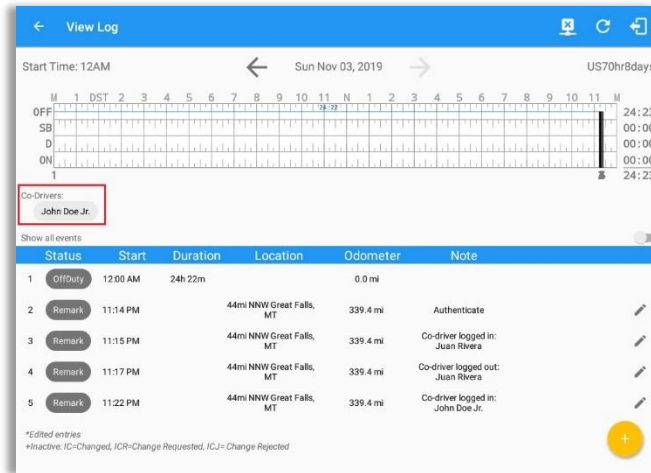 View Log
Start Time: 12AM
Sun Nov 03, 2019
US70hr8days
M 1 DST 2 3 4 5 6 7 8 9 10 11 N 1 2 3 4 5 6 7 8 9 10 11 M
24:22
OFF 24:23
SB 00:00
D 00:00
ON 00:00
1 24:23
Co-Drivers:
John Doe Jr.
Show all events
Status Start Duration Location Odometer Note
1 OffDuty 12:00 AM 24h 22m 0.0 mi
2 Remark 11:14 PM 44mi NNW Great Falls, MT 339.4 mi Authenticate
3 Remark 11:15 PM 44mi NNW Great Falls, MT 339.4 mi Co-driver logged in: Juan Rivera
4 Remark 11:17 PM 44mi NNW Great Falls, MT 339.4 mi Co-driver logged out: Juan Rivera
5 Remark 11:22 PM 44mi NNW Great Falls, MT 339.4 mi Co-driver logged in: John Doe Jr.
*Edited entries
+Inactive: IC=Changed, ICR=Change Requested, ICJ= Change Rejected